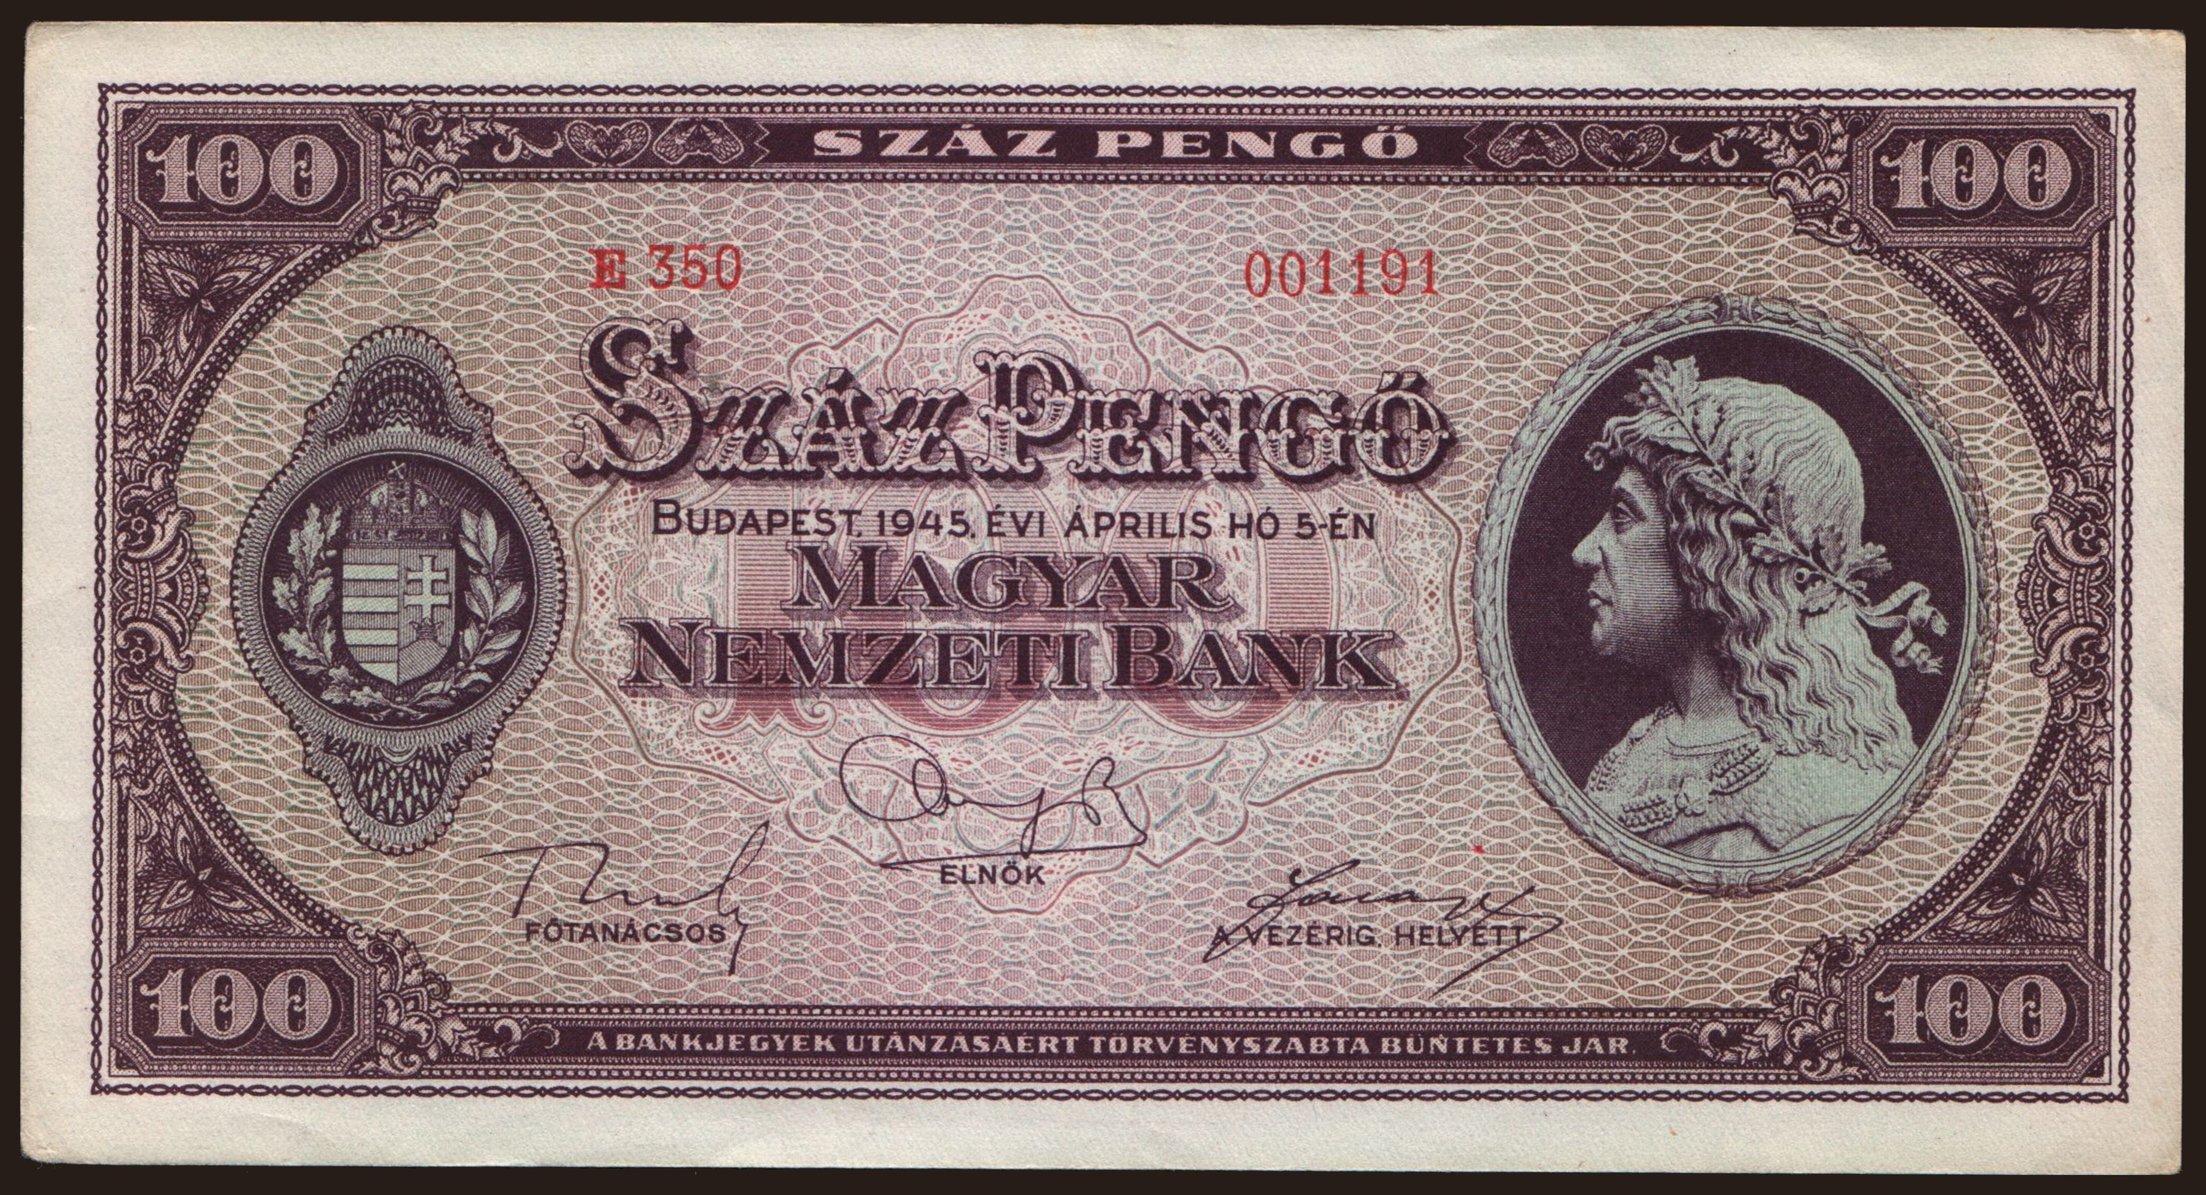 100 SZÁZ PENGŐ 100
E 350 001191
SZÁZ PENGŐ
BUDAPEST, 1945. ÉVI ÁPRILIS HÓ 5-ÉN
100
MAGYAR
NEMZETI BANK
ELNÖK
FŐTANÁCSOS A VEZÉRIG. HELYETT
100 A BANKJEGYEK UTÁNZÁSÁÉRT TÖRVÉNYSZABTA BÜNTETÉS JÁR. 100